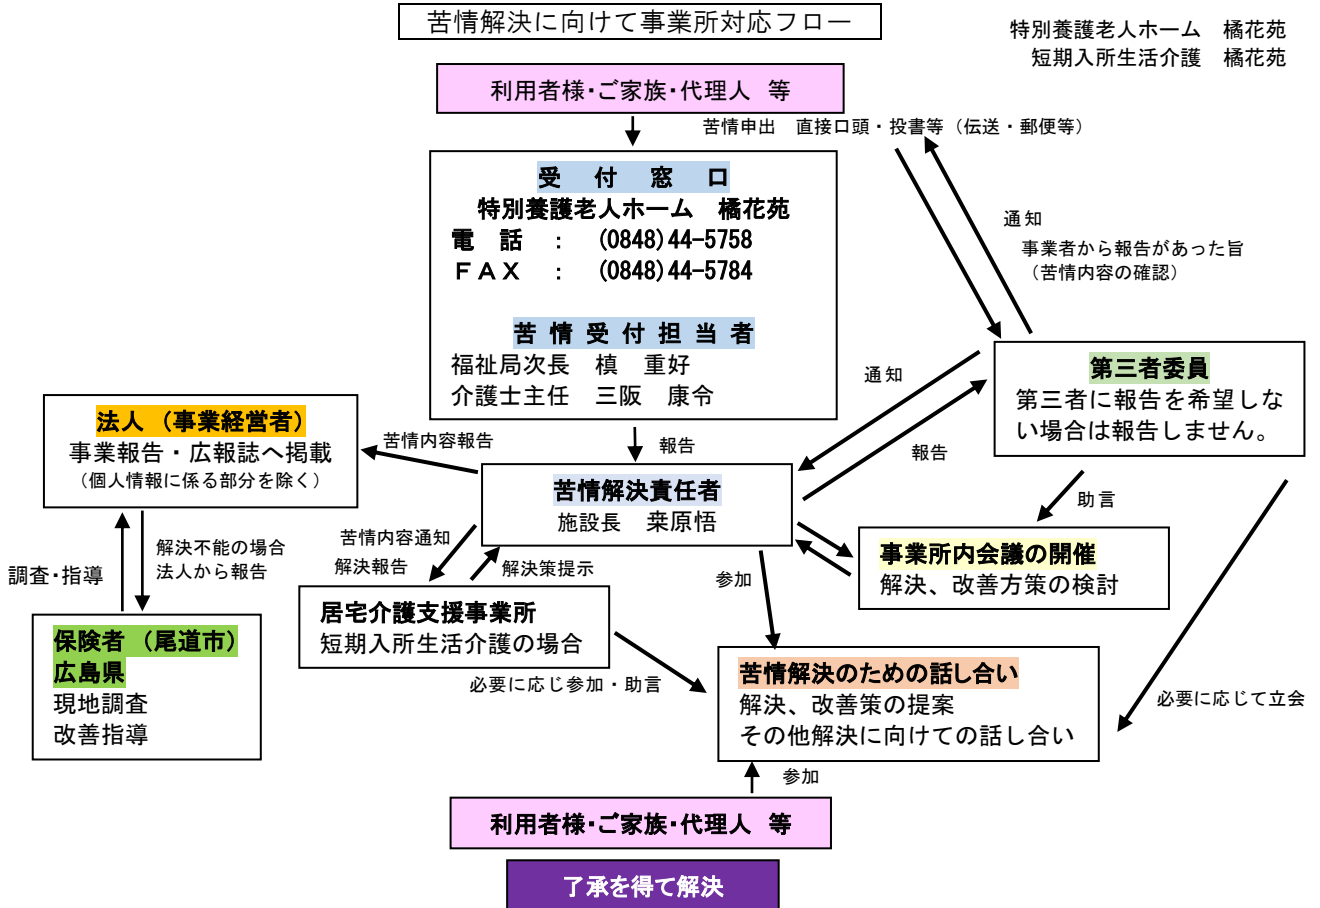 苦情解決に向けて事業所対応フロー
特別養護老人ホーム　橘花苑
短期入所生活介護　橘花苑
利用者様・ご家族・代理人　等
苦情申出　直接口頭・投書等（伝送・郵便等）
受　付　窓　口
特別養護老人ホーム　橘花苑
電　話　：　(0848)44-5758
ＦＡＸ　：　(0848)44-5784
苦 情 受 付 担 当 者
福祉局次長　槙　重好
介護士主任　三阪　康令
通知
事業者から報告があった旨
（苦情内容の確認）
第三者委員
第三者に報告を希望しな
い場合は報告しません。
通知
報告
法人（事業経営者）
事業報告・広報誌へ掲載
（個人情報に係る部分を除く）
苦情内容報告
報告
苦情解決責任者
施設長　桒原悟
助言
事業所内会議の開催
解決、改善方策の検討
調査・指導
解決不能の場合
法人から報告
苦情内容通知
解決報告
解決策提示
参加
居宅介護支援事業所
短期入所生活介護の場合
保険者（尾道市）
広島県
現地調査
改善指導
必要に応じ参加・助言
苦情解決のための話し合い
解決、改善策の提案
その他解決に向けての話し合い
必要に応じて立会
参加
利用者様・ご家族・代理人　等
了承を得て解決